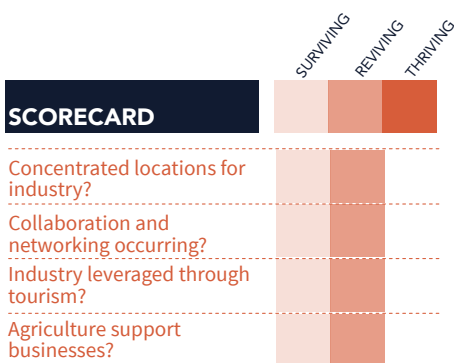 SURVIVING
REVIVING
THRIVING
SCORECARD
Concentrated locations for
industry?
Collaboration and
networking occurring?
Industry leveraged through
tourism?
Agriculture support
businesses?